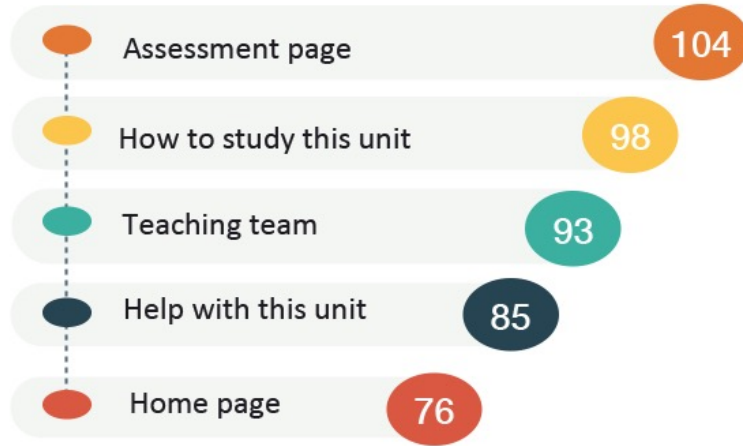 Assessment page 104
How to study this unit 98
Teaching team 93
Help with this unit 85
Home page 76